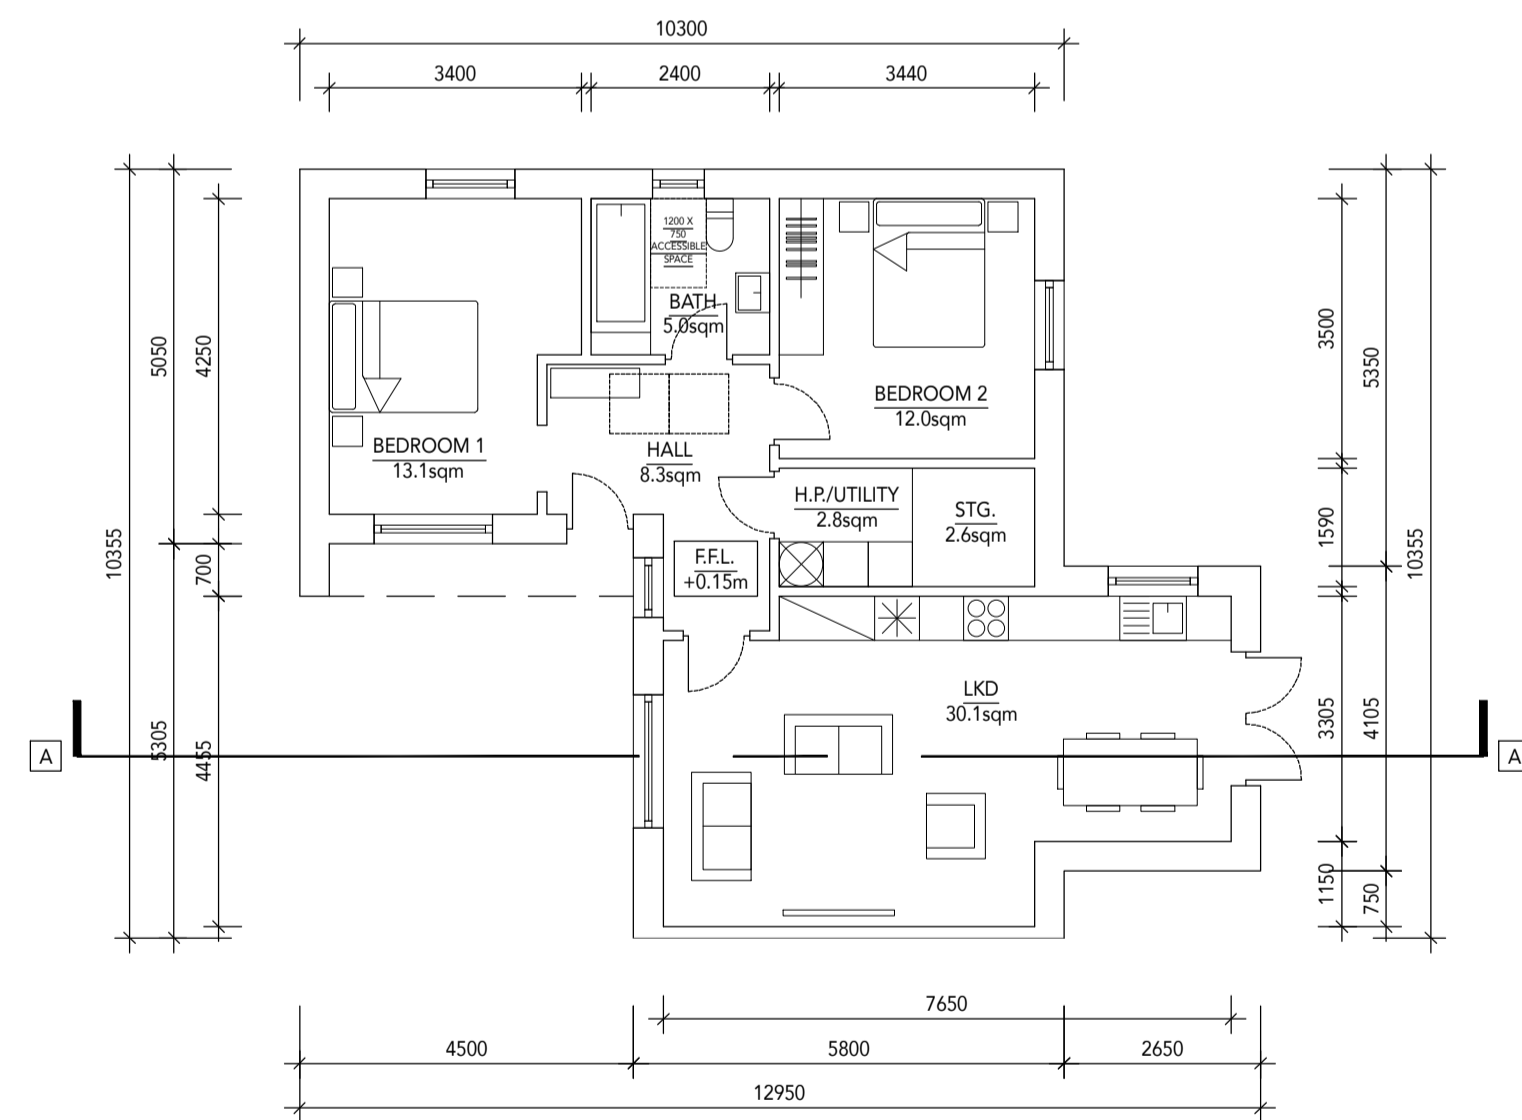 10300
3400
2400
3440
1200 X
750
ACCESSIBLE
SPACE
BATH
5.0sqm
BEDROOM 2
12.0sqm
BEDROOM 1
13.1sqm
HALL
8.3sqm
H.P./UTILITY
2.8sqm
STG.
2.6sqm
F.F.L.
+0.15m
LKD
30.1sqm
10355
5050
5305
4250
700
4455
3500
1590
3305
1150
5350
4105
750
10355
A
A
7650
4500
5800
2650
12950